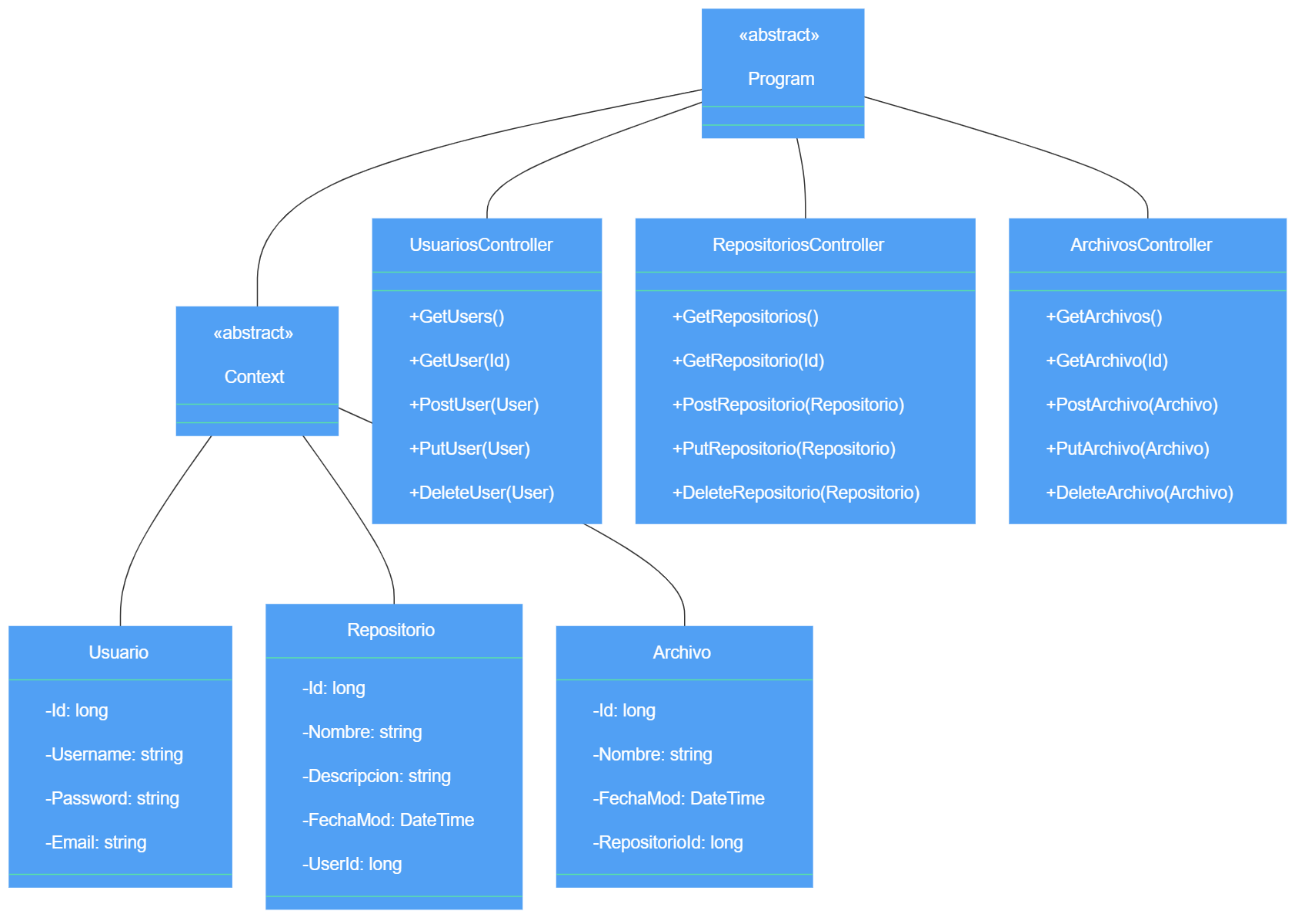 «abstract»
Program
UsuariosController
+GetUsers()
+GetUser(Id)
+PostUser(User)
+PutUser(User)
+DeleteUser(User)
RepositoriosController
+GetRepositorios()
+GetRepositorio(Id)
+PostRepositorio(Repositorio)
+PutRepositorio(Repositorio)
+DeleteRepositorio(Repositorio)
ArchivosController
+GetArchivos()
+GetArchivo(Id)
+PostArchivo(Archivo)
+PutArchivo(Archivo)
+DeleteArchivo(Archivo)
«abstract»
Context
Usuario
-Id: long
-Username: string
-Password: string
-Email: string
Repositorio
-Id: long
-Nombre: string
-Descripcion: string
-FechaMod: DateTime
-UserId: long
Archivo
-Id: long
-Nombre: string
-FechaMod: DateTime
-RepositorioId: long